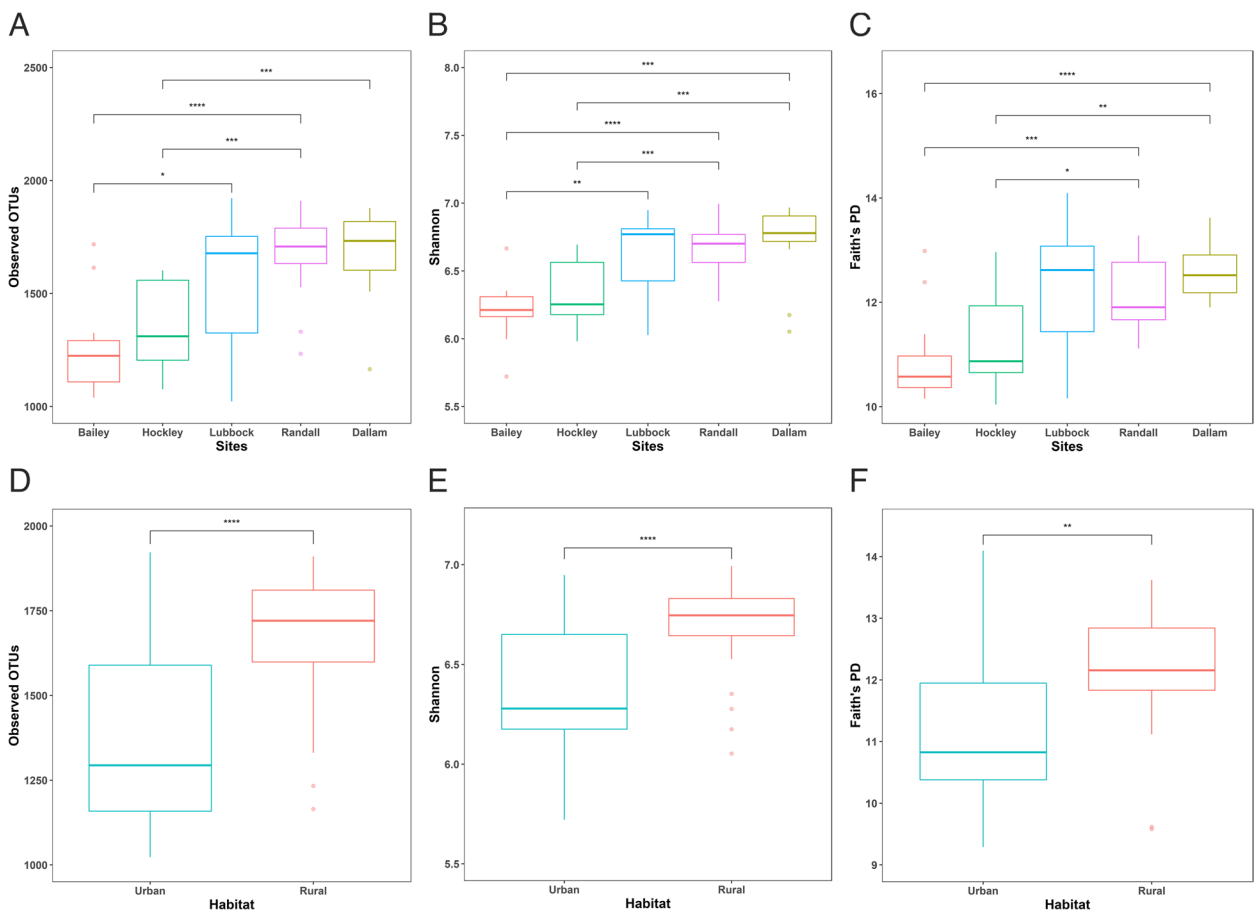 A
B
C
2500
2000
1500
1000
Observed OTUs
***
****
***
*
Bailey Hockley Lubbock Randall Dallam
Sites
8.0
7.5
7.0
6.5
6.0
5.5
Shannon
***
***
****
***
**
Bailey Hockley Lubbock Randall Dallam
Sites
16
14
12
10
Faith's PD
****
**
***
*
Bailey Hockley Lubbock Randall Dallam
Sites
D
E
F
2000
1750
1500
1250
1000
Observed OTUs
****
Urban Rural
Habitat
7.0
6.5
6.0
5.5
Shannon
****
Urban Rural
Habitat
14
13
12
11
10
9
Faith's PD
**
Urban Rural
Habitat